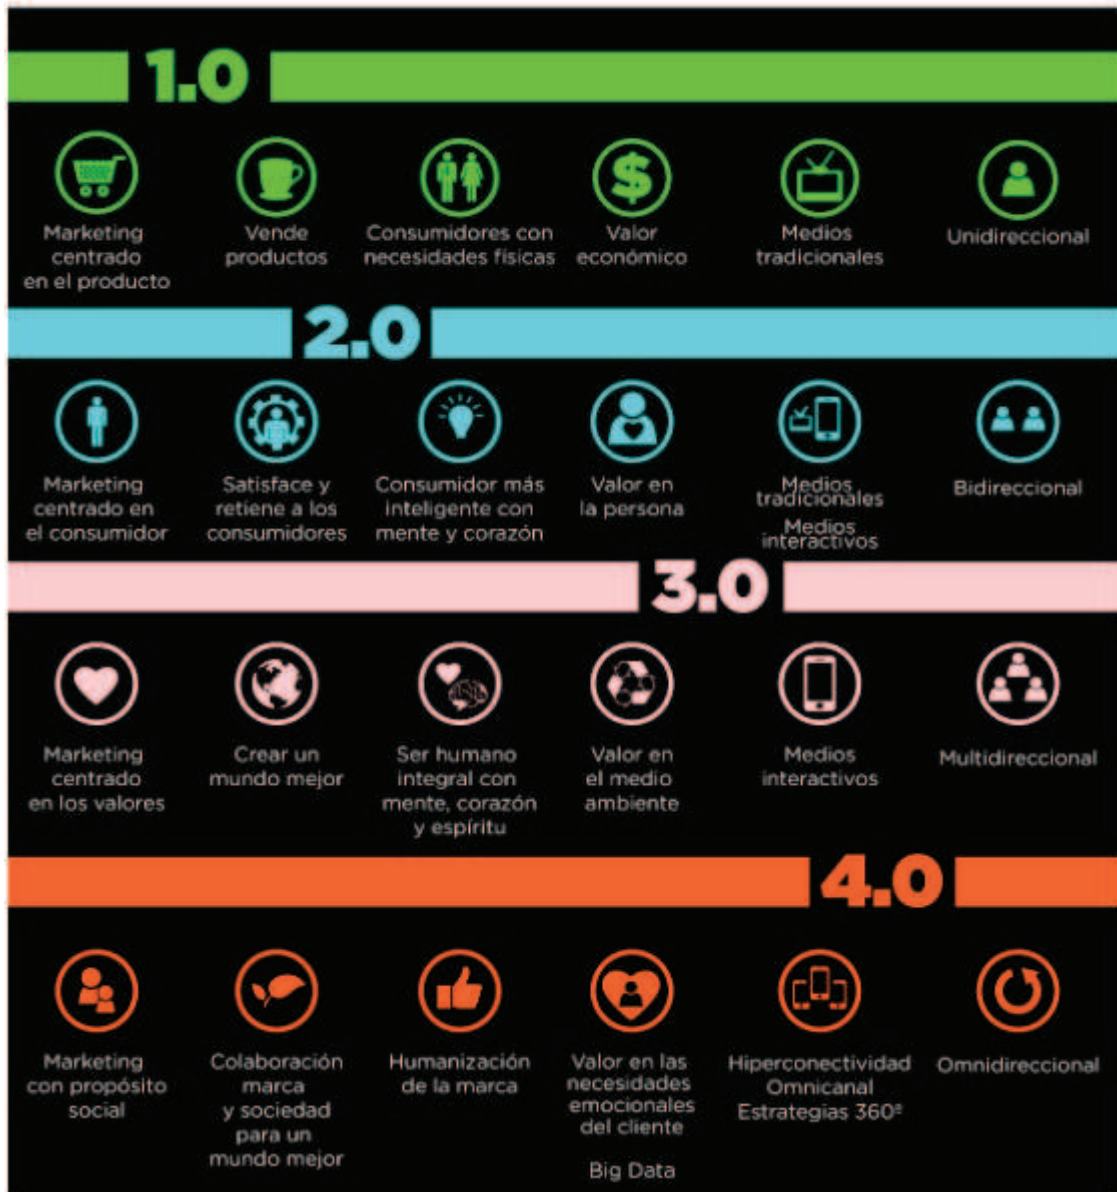 1.0
Marketing
centrado
en el producto
Vende
productos
Consumidores con
necesidades físicas
Valor
económico
Medios
tradicionales
Unidireccional
2.0
Marketing
centrado en
el consumidor
Satisface y
retiene a los
consumidores
Consumidor más
inteligente con
mente y corazón
Valor en
la persona
Medios
tradicionales
Medios
interactivos
Bidireccional
3.0
Marketing
centrado
en los valores
Crear un
mundo mejor
Ser humano
integral con
mente, corazón
y espíritu
Valor en
el medio
ambiente
Medios
interactivos
Multidireccional
4.0
Marketing
con propósito
social
Colaboración
marca
y sociedad
para un
mundo mejor
Humanización
de la marca
Valor en las
necesidades
emocionales
del cliente
Big Data
Hiperconectividad
Omnicanal
Estrategias 360º
Omnidireccional